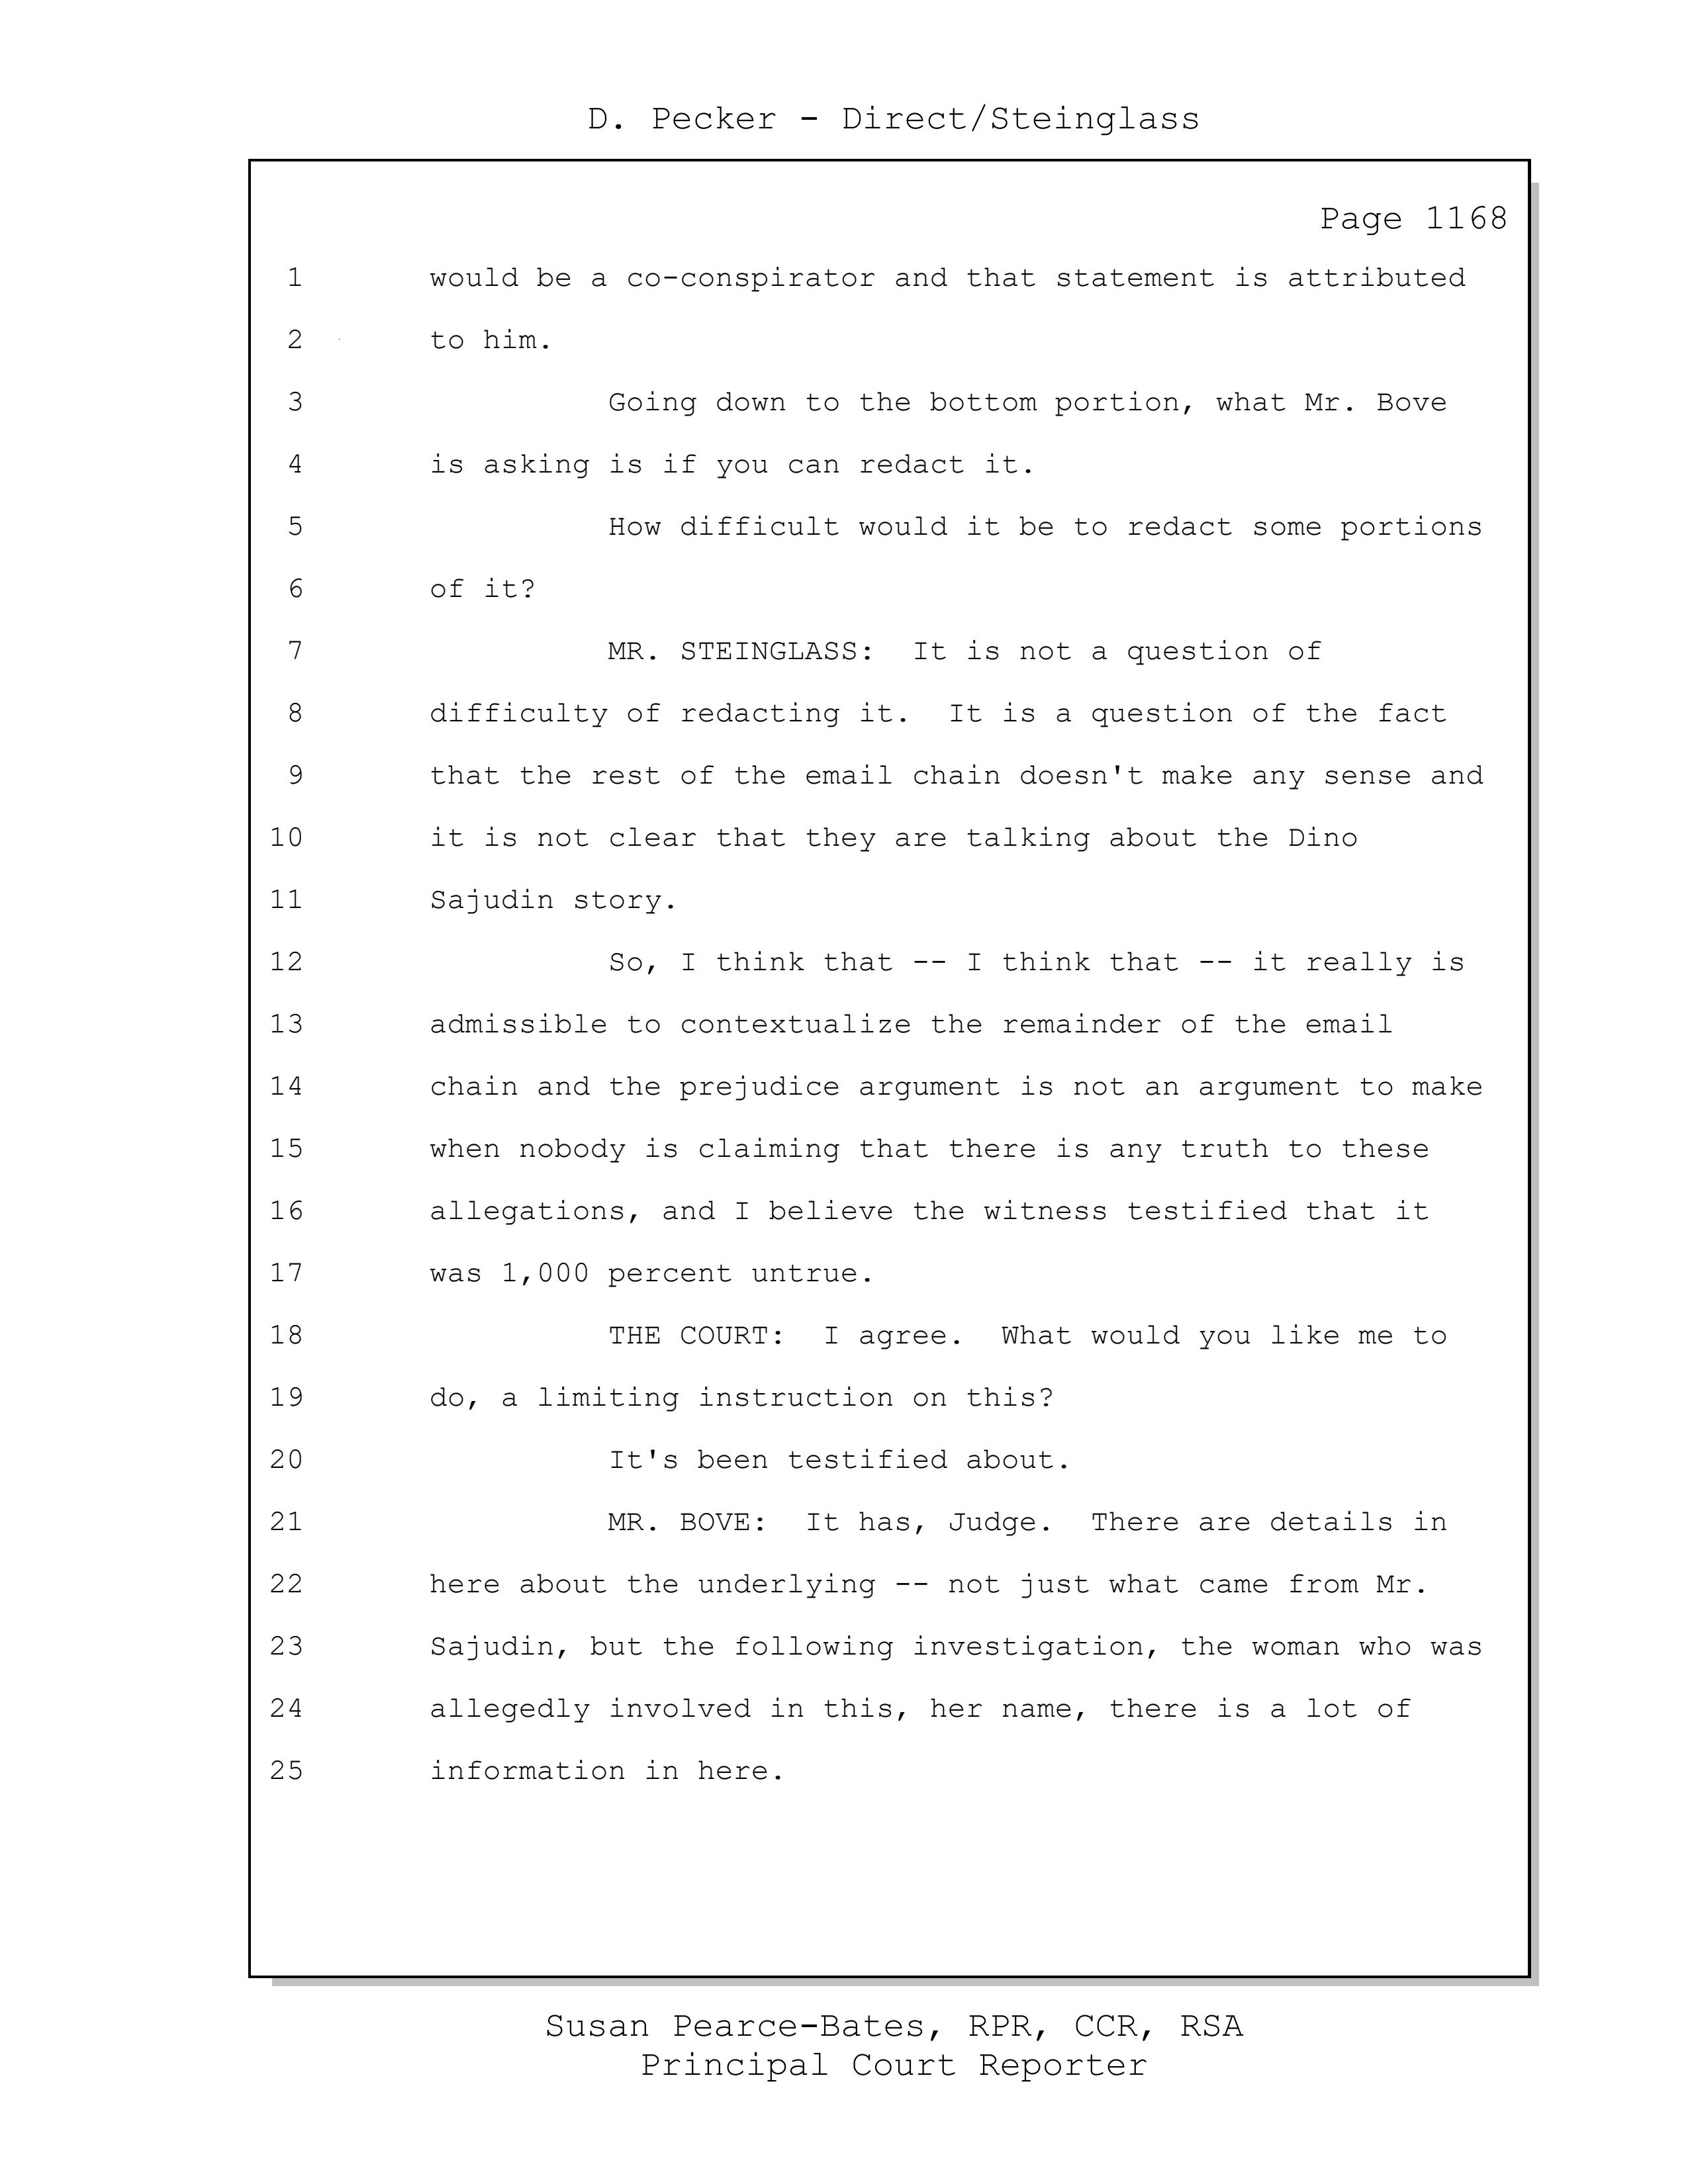 D. Pecker - Direct/Steinglass
Page 1168
1 would be a co-conspirator and that statement is attributed
2 to him.
3 Going down to the bottom portion, what Mr. Bove
4 is asking is if you can redact it.
5 How difficult would it be to redact some portions
6 of it?
7 MR. STEINGLASS: It is not a question of
8 difficulty of redacting it. It is a question of the fact
9 that the rest of the email chain doesn't make any sense and
10 it is not clear that they are talking about the Dino
11 Sajudin story.
12 So, I think that -- I think that -- it really is
13 admissible to contextualize the remainder of the email
14 chain and the prejudice argument is not an argument to make
15 when nobody is claiming that there is any truth to these
16 allegations, and I believe the witness testified that it
17 was 1,000 percent untrue.
18 THE COURT: I agree. What would you like me to
19 do, a limiting instruction on this?
20 It's been testified about.
21 MR. BOVE: It has, Judge. There are details in
22 here about the underlying -- not just what came from Mr.
23 Sajudin, but the following investigation, the woman who was
24 allegedly involved in this, her name, there is a lot of
25 information in here.
Susan Pearce-Bates, RPR, CCR, RSA
Principal Court Reporter